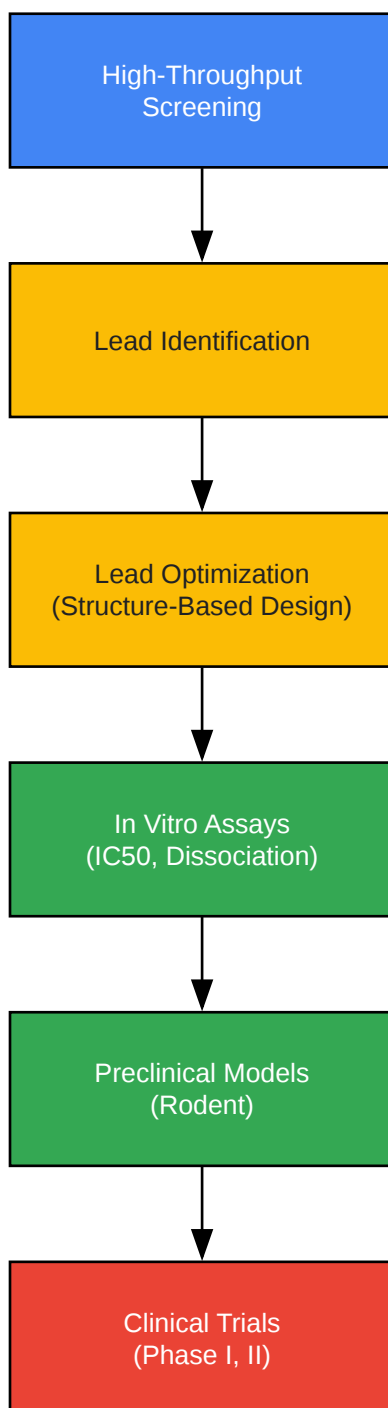 High-Throughput
Screening
Lead Identification
Lead Optimization
(Structure-Based Design)
In Vitro Assays
(IC50, Dissociation)
Preclinical Models
(Rodent)
Clinical Trials
(Phase I, II)